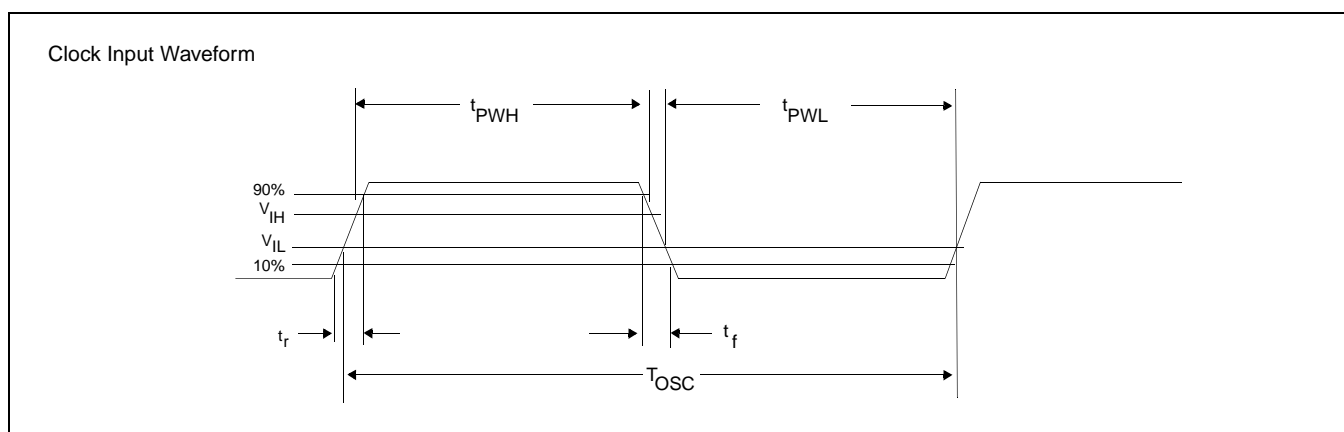 Clock Input Waveform
tPWH
tPWL
90%
VIH
VIL
10%
tr
tf
TOSC